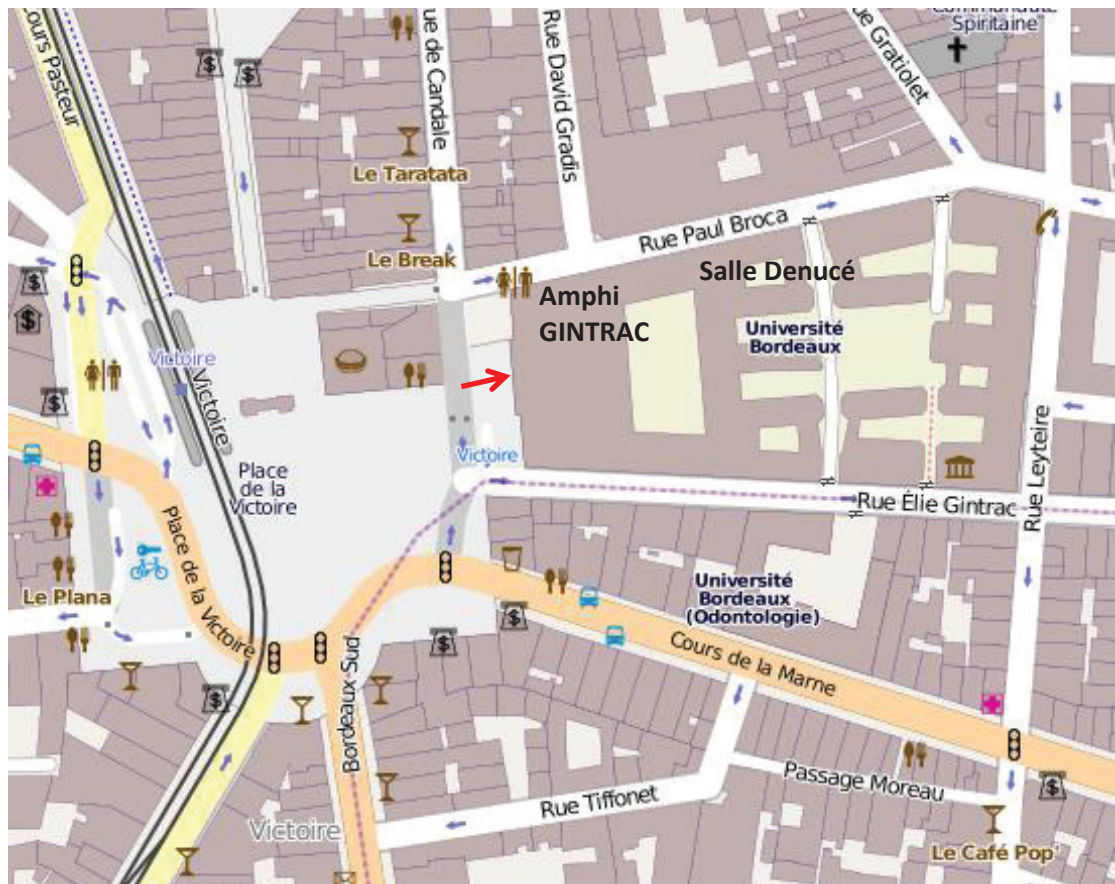 Communauté
Spiritaine
Cours Pasteur
Rue de Candale
Rue David Gradis
Rue Gratiolet
Le Taratata
Le Break
Rue Paul Broca
Salle Denucé
Amphi
GINTRAC
Université
Bordeaux
Victoire
Victoire
Place
de la
Victoire
Victoire
Rue Leyteire
Rue Élie Gintrac
Place de la Victoire
Le Plana
Université
Bordeaux
(Odontologie)
Cours de la Marne
Bordeaux Sud
Passage Moreau
Rue Tiffonet
Victoire
Le Café Pop'